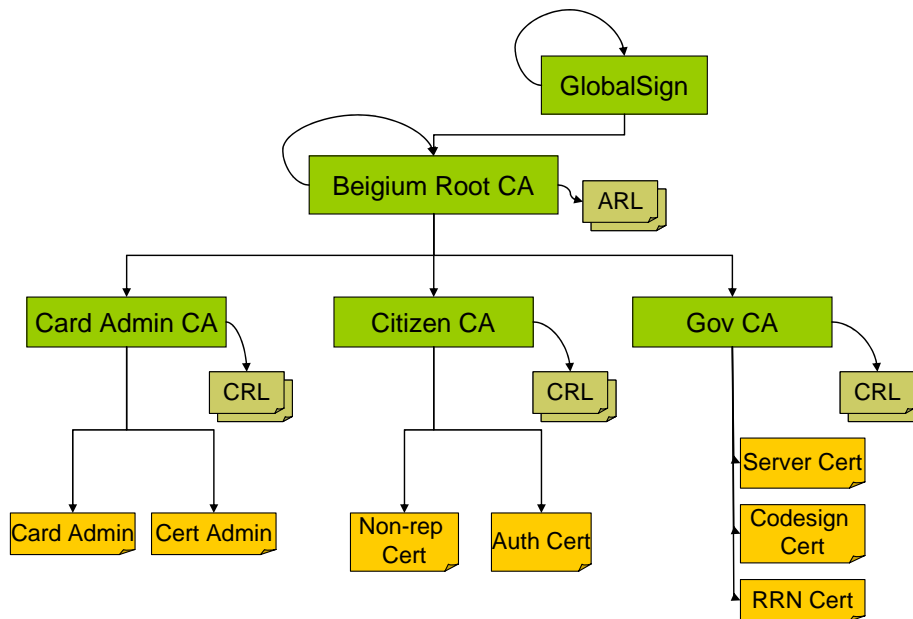 GlobalSign
Beigium Root CA
ARL
Card Admin CA
Citizen CA
Gov CA
CRL
CRL
CRL
Server Cert
Card Admin
Cert Admin
Non-rep
Cert
Auth Cert
Codesign
Cert
RRN Cert